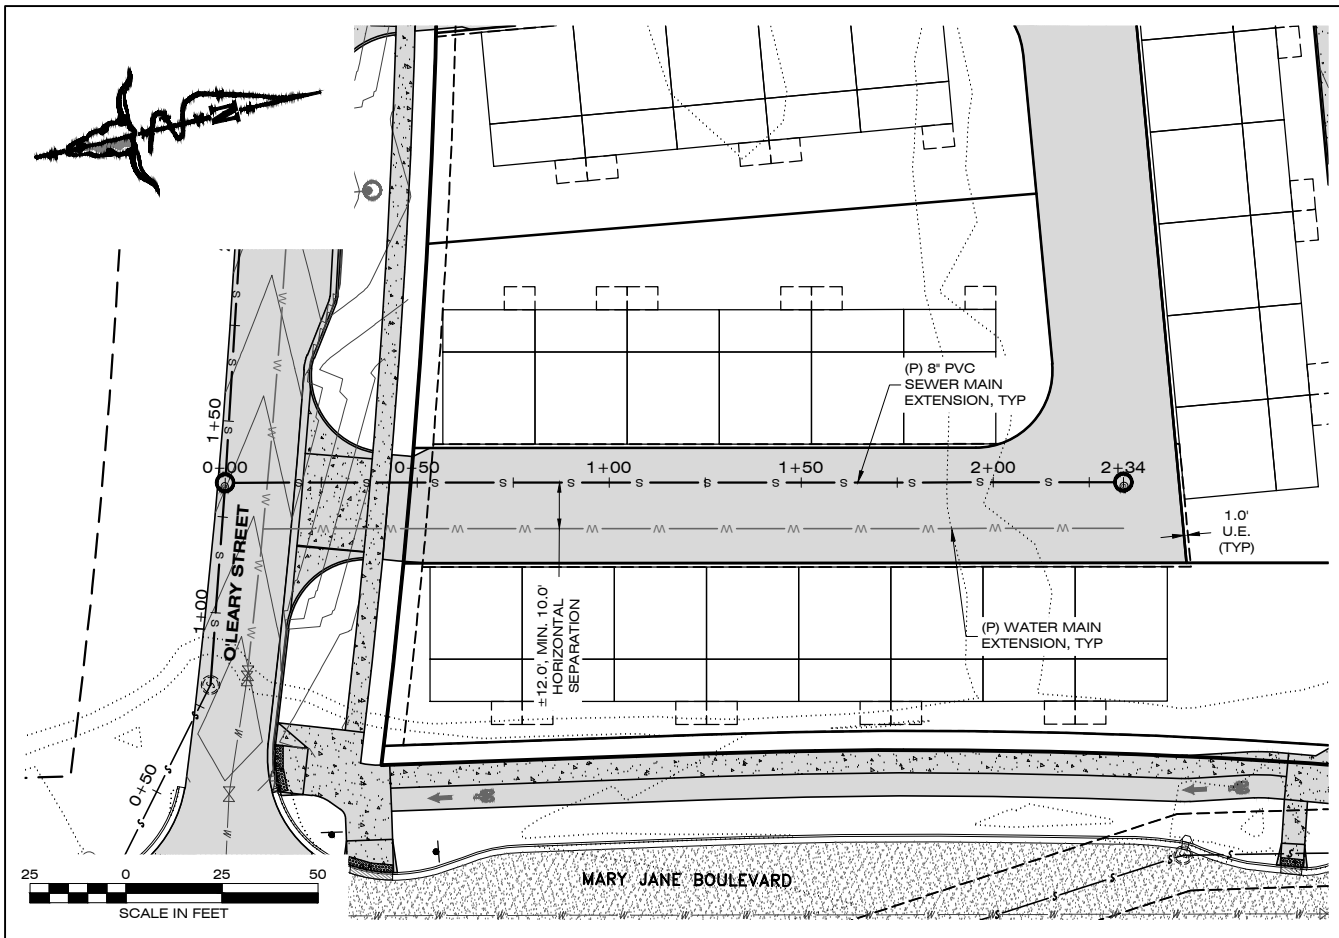 N
(P) 8" PVC
SEWER MAIN
EXTENSION, TYP
1+50
0+00
0+50
1+00
1+50
2+00
2+34
O'LEARY STREET
1.0'
U.E.
(TYP)
±12.0', MIN. 10.0'
HORIZONTAL
SEPARATION
1+00
(P) WATER MAIN
EXTENSION, TYP
0+50
MARY JANE BOULEVARD
25 0 25 50
SCALE IN FEET
S S S S S S S S S S S S
W W W W W W W W W W W W